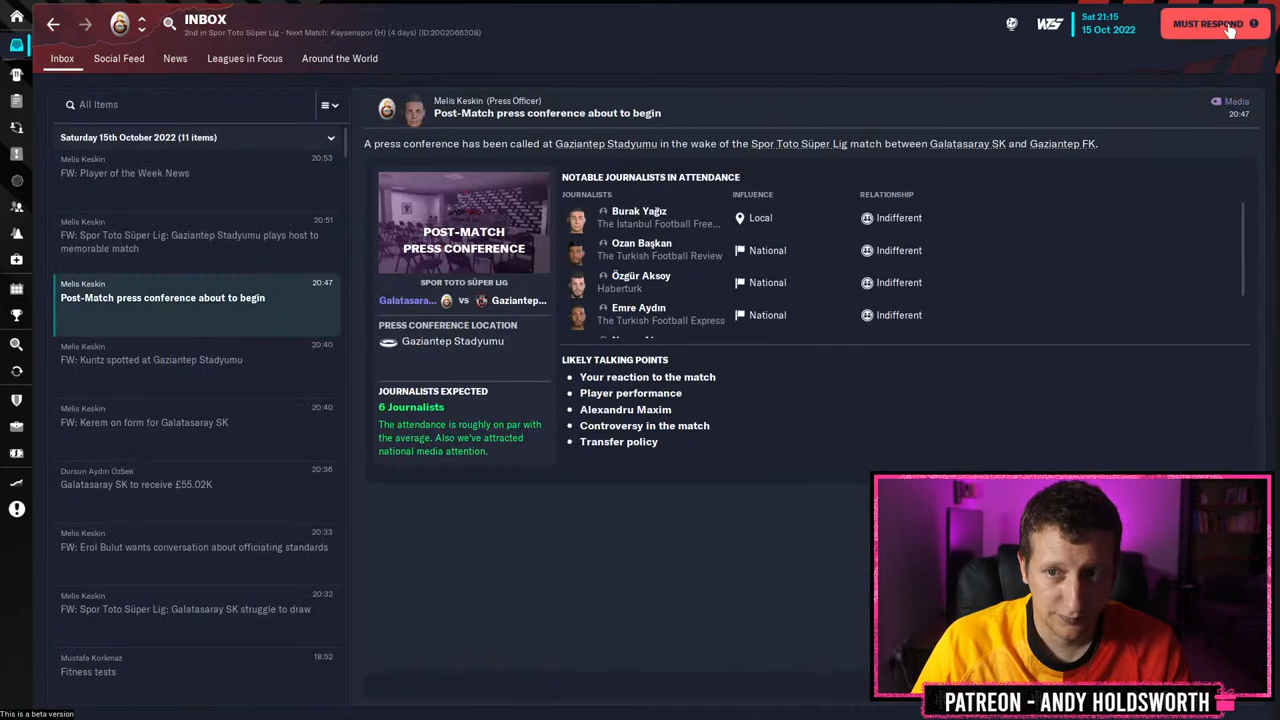 INBOX
2nd in Spor Toto Süper Lig - Next Match: Kayserispor (H) (4 days) (ID:2002066308)
Sat 21:15
15 Oct 2022
MUST RESPOND
Inbox
Social Feed
News
Leagues in Focus
Around the World
All Items
Saturday 15th October 2022 (11 items)
Melis Keskin
20:53
FW: Player of the Week News
Melis Keskin
20:51
FW: Spor Toto Süper Lig: Gaziantep Stadyumu plays host to
memorable match
Melis Keskin
20:47
Post-Match press conference about to begin
Melis Keskin
20:40
FW: Kuntz spotted at Gaziantep Stadyumu
Melis Keskin
20:40
FW: Kerem on form for Galatasaray SK
Dursun Aydın Özbek
20:36
Galatasaray SK to receive £55.02K
Melis Keskin
20:33
FW: Erol Bulut wants conversation about officiating standards
Melis Keskin
20:32
FW: Spor Toto Süper Lig: Galatasaray SK struggle to draw
Mustafa Korkmaz
18:52
Fitness tests
This is a beta version
Melis Keskin (Press Officer)
Post-Match press conference about to begin
Media
20:47
A press conference has been called at Gaziantep Stadyumu in the wake of the Spor Toto Süper Lig match between Galatasaray SK and Gaziantep FK.
POST-MATCH
PRESS CONFERENCE
SPOR TOTO SÜPER LIG
Galatasara... vs Gaziantep...
PRESS CONFERENCE LOCATION
Gaziantep Stadyumu
JOURNALISTS EXPECTED
6 Journalists
The attendance is roughly on par with
the average. Also we've attracted
national media attention.
NOTABLE JOURNALISTS IN ATTENDANCE
JOURNALISTS
INFLUENCE
RELATIONSHIP
Burak Yağız
The İstanbul Football Free...
Local
Indifferent
Ozan Başkan
The Turkish Football Review
National
Indifferent
Özgür Aksoy
Haberturk
National
Indifferent
Emre Aydın
The Turkish Football Express
National
Indifferent
LIKELY TALKING POINTS
Your reaction to the match
Player performance
Alexandru Maxim
Controversy in the match
Transfer policy
PATREON - ANDY HOLDSWORTH